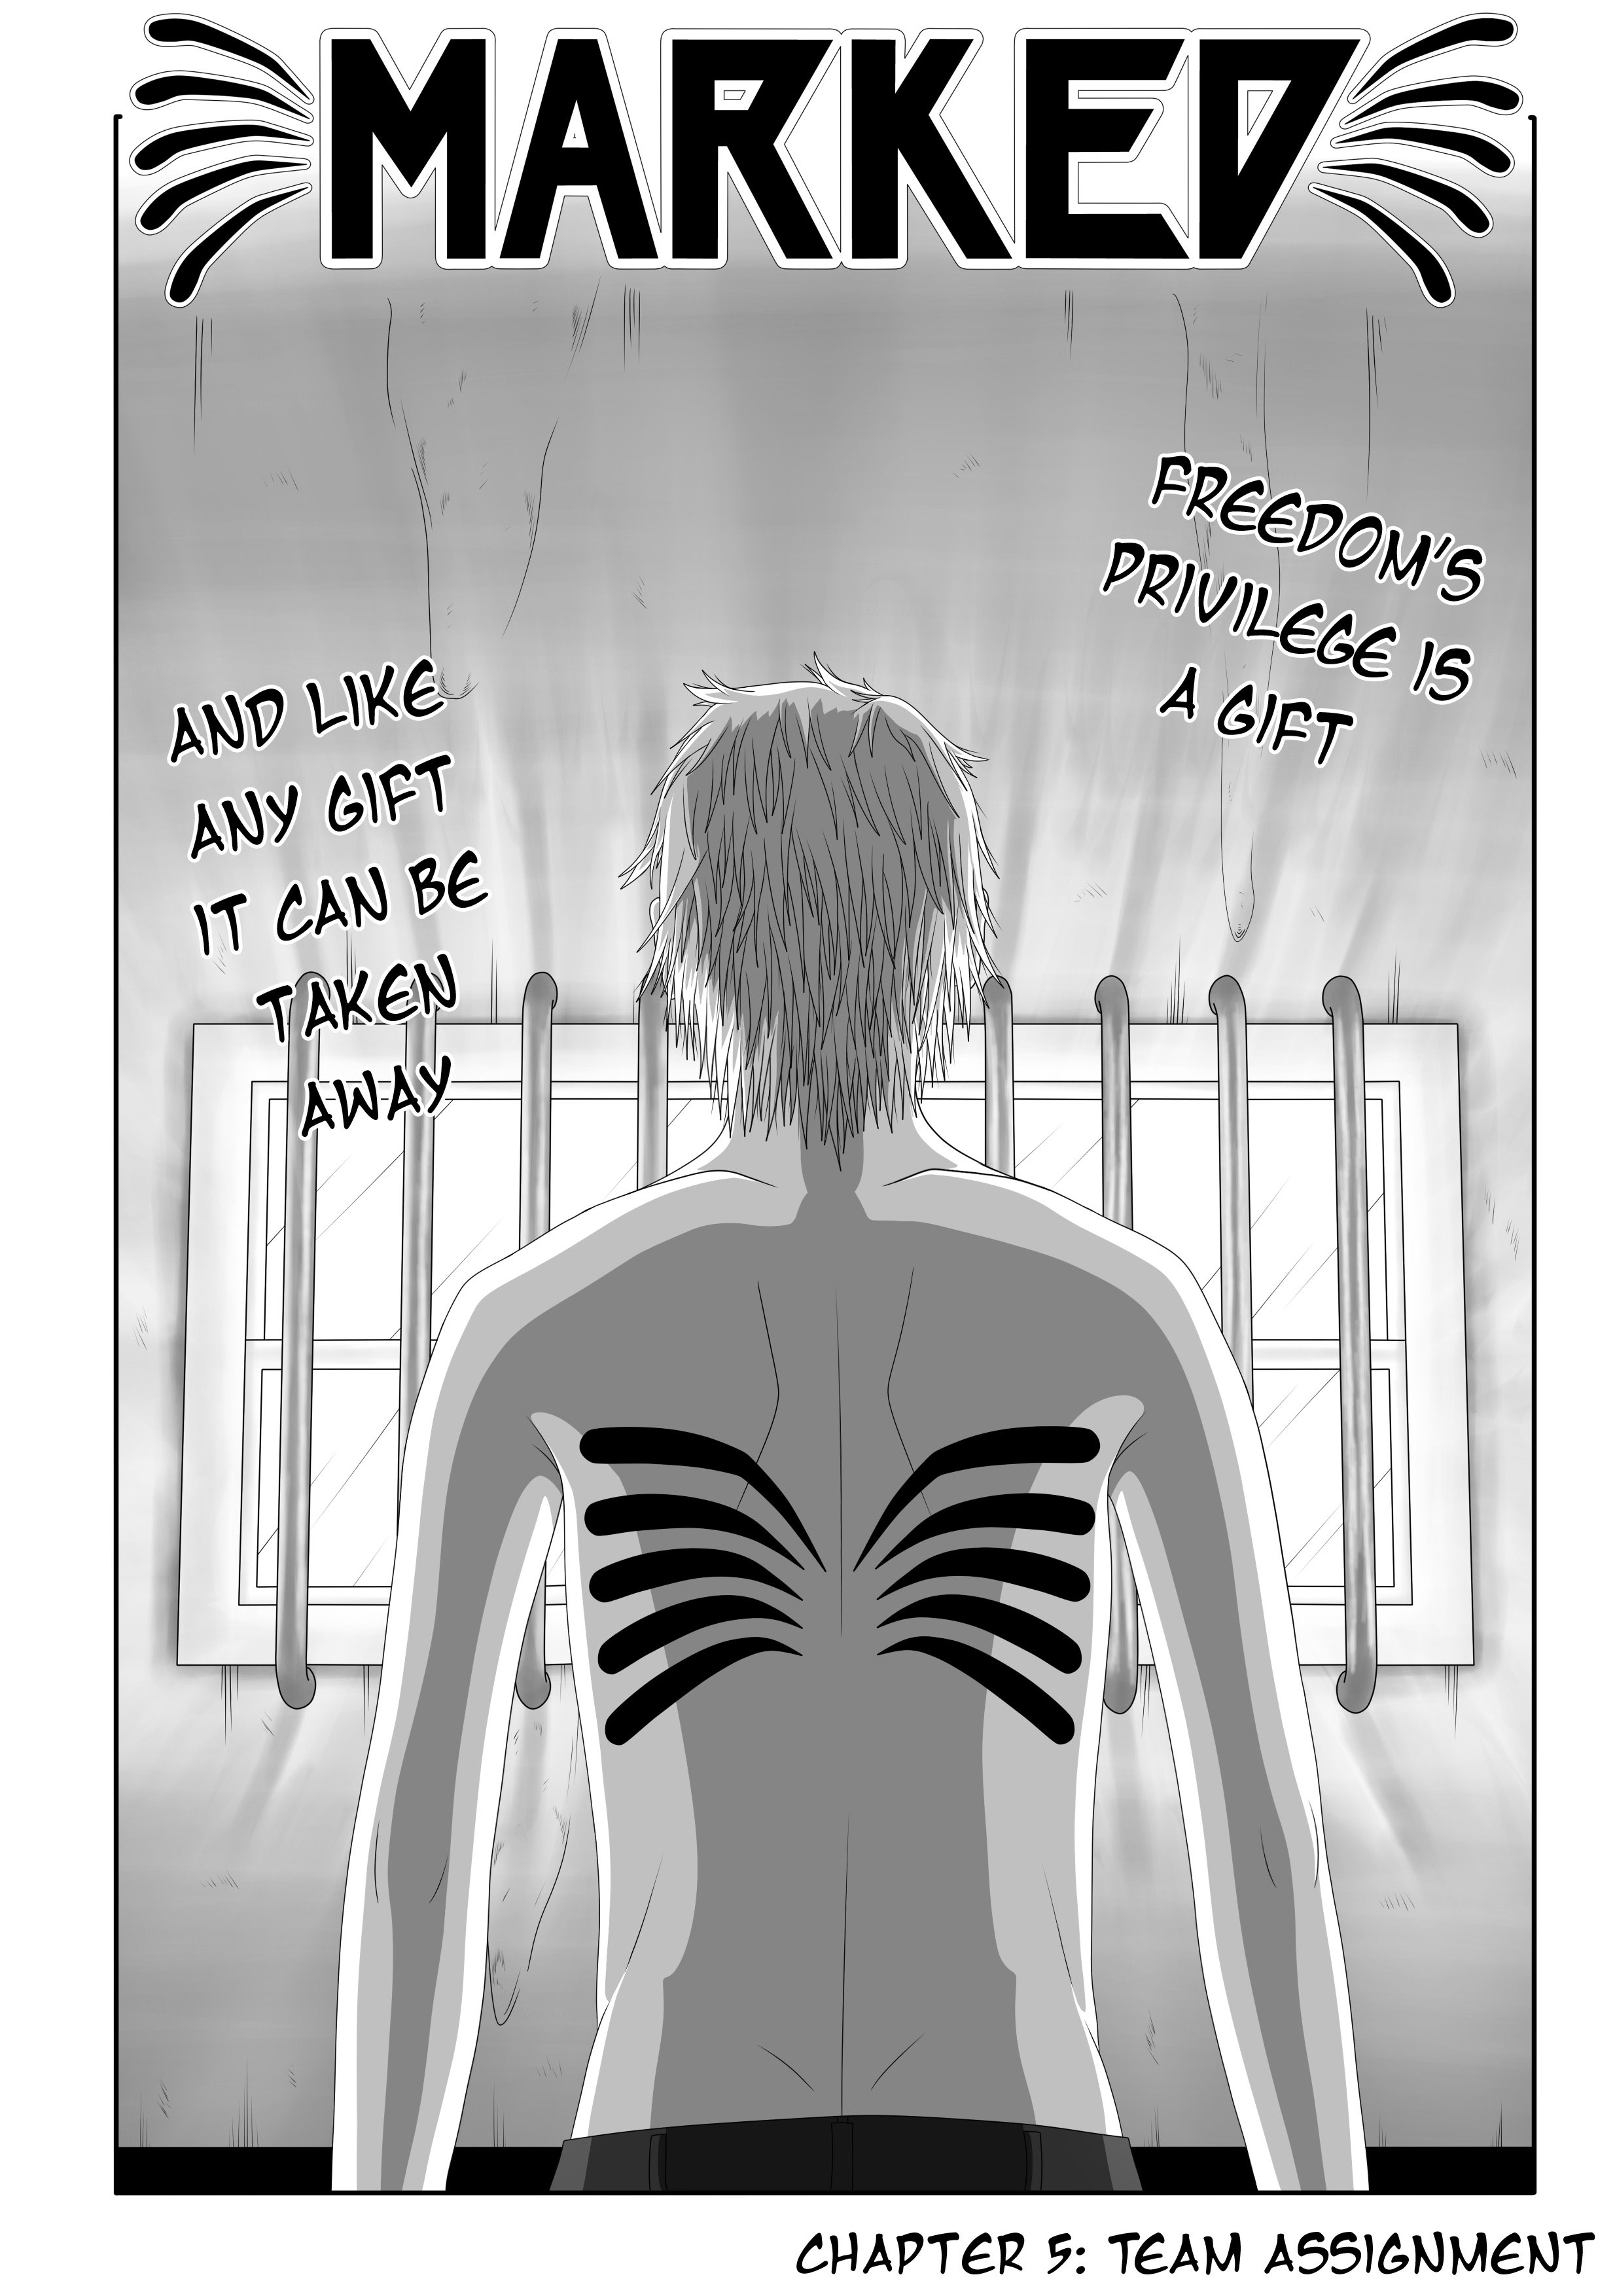 MARKED
FREEDOM'S
PRIVILEGE IS
A GIFT
AND LIKE
ANY GIFT
IT CAN BE
TAKEN
AWAY
CHAPTER 5: TEAM ASSIGNMENT